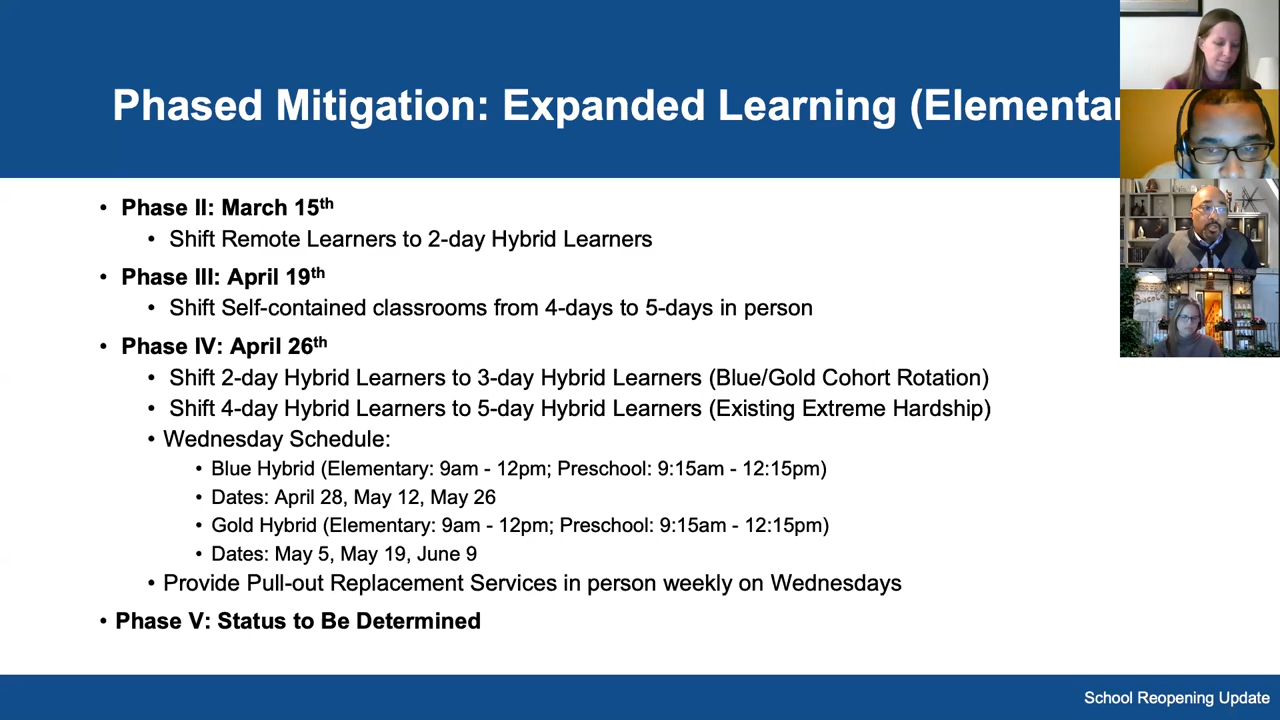 Phased Mitigation: Expanded Learning (Elementar
• Phase II: March 15th
• Shift Remote Learners to 2-day Hybrid Learners
• Phase III: April 19th
• Shift Self-contained classrooms from 4-days to 5-days in person
• Phase IV: April 26th
• Shift 2-day Hybrid Learners to 3-day Hybrid Learners (Blue/Gold Cohort Rotation)
• Shift 4-day Hybrid Learners to 5-day Hybrid Learners (Existing Extreme Hardship)
• Wednesday Schedule:
• Blue Hybrid (Elementary: 9am - 12pm; Preschool: 9:15am - 12:15pm)
• Dates: April 28, May 12, May 26
• Gold Hybrid (Elementary: 9am - 12pm; Preschool: 9:15am - 12:15pm)
• Dates: May 5, May 19, June 9
• Provide Pull-out Replacement Services in person weekly on Wednesdays
• Phase V: Status to Be Determined
School Reopening Update